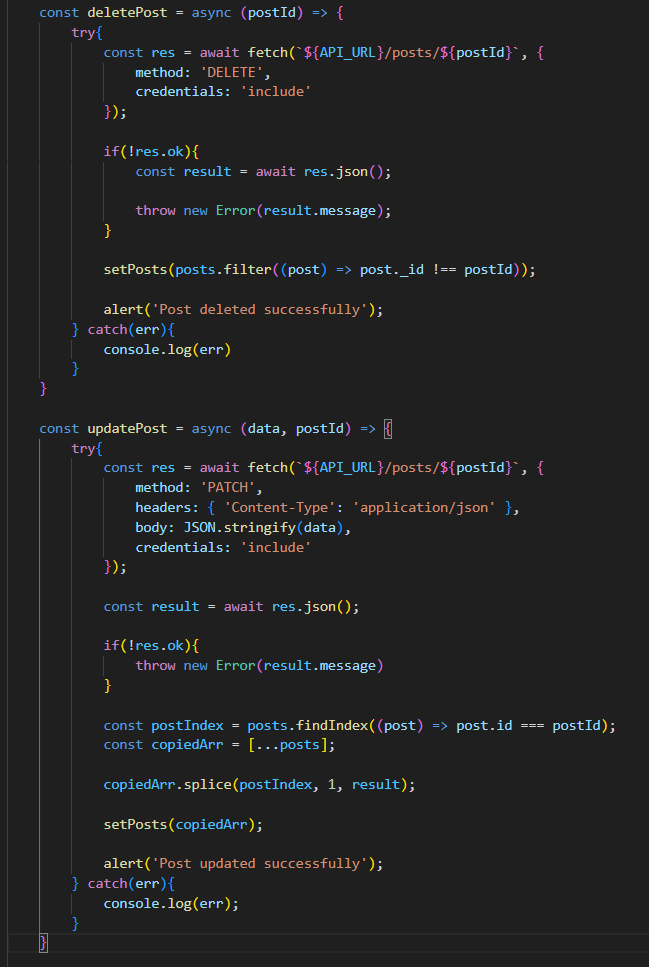 const deletePost = async (postId) => {
    try{
        const res = await fetch(`${API_URL}/posts/${postId}`, {
            method: 'DELETE',
            credentials: 'include'
        });

        if(!res.ok){
            const result = await res.json();

            throw new Error(result.message);
        }

        setPosts(posts.filter((post) => post._id !== postId));

        alert('Post deleted successfully');
    } catch(err){
        console.log(err)
    }
}

const updatePost = async (data, postId) => {
    try{
        const res = await fetch(`${API_URL}/posts/${postId}`, {
            method: 'PATCH',
            headers: { 'Content-Type': 'application/json' },
            body: JSON.stringify(data),
            credentials: 'include'
        });

        const result = await res.json();

        if(!res.ok){
            throw new Error(result.message)
        }

        const postIndex = posts.findIndex((post) => post.id === postId);
        const copiedArr = [...posts];

        copiedArr.splice(postIndex, 1, result);

        setPosts(copiedArr);

        alert('Post updated successfully');
    } catch(err){
        console.log(err);
    }
}